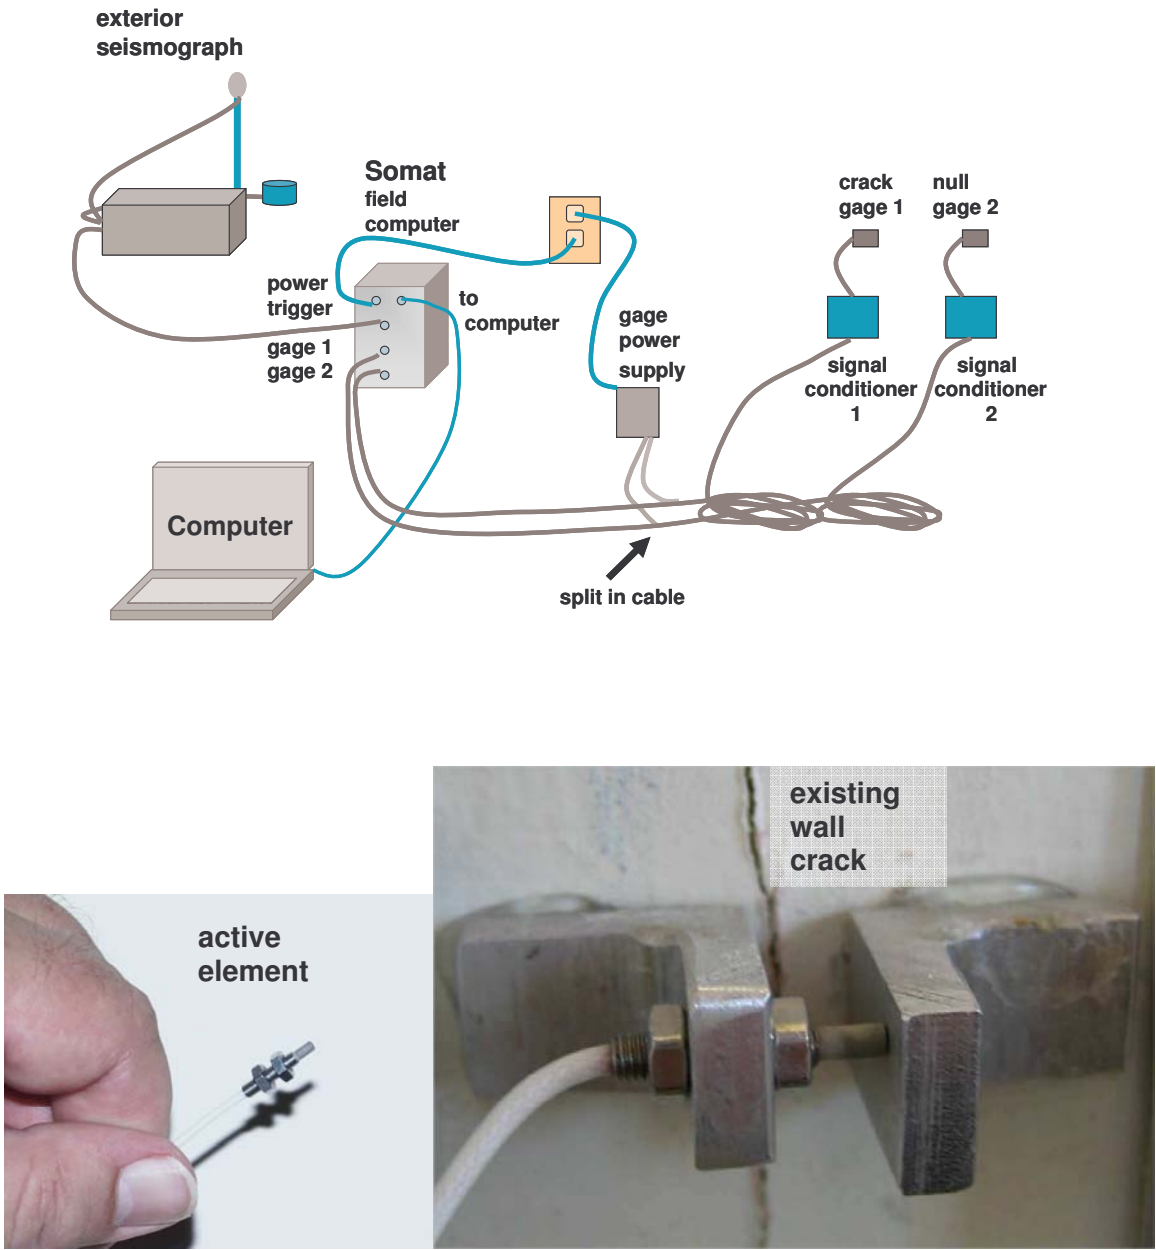 exterior
seismograph
Somat
field
computer
power
trigger
gage 1
gage 2
to
computer
gage
power
supply
crack
gage 1
null
gage 2
signal
conditioner
1
signal
conditioner
2
Computer
split in cable
existing
wall
crack
active
element